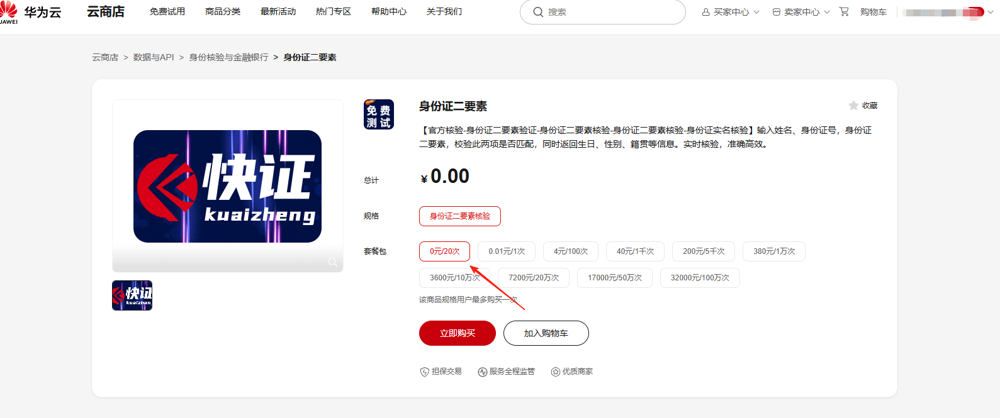 华为云
云商店
免费试用
商品分类
最新活动
热门专区
帮助中心
关于我们
搜索
买家中心
卖家中心
购物车
云商店 > 数据与API > 身份核验与金融银行 > 身份证二要素
快证
kuaizheng
快证
免费
测试
身份证二要素
收藏
【官方核验-身份证二要素验证-身份证二要素核验-身份证二要素核验-身份证实名核验】输入姓名、身份证号，身份证
二要素，校验此两项是否匹配，同时返回生日、性别、籍贯等信息。实时核验，准确高效。
总计
¥ 0.00
规格
身份证二要素核验
套餐包
0元/20次
0.01元/1次
4元/100次
40元/1千次
200元/5千次
380元/1万次
3600元/10万次
7200元/20万次
17000元/50万次
32000元/100万次
该商品规格用户最多购买一次
立即购买
加入购物车
担保交易
服务全程监管
优质商家